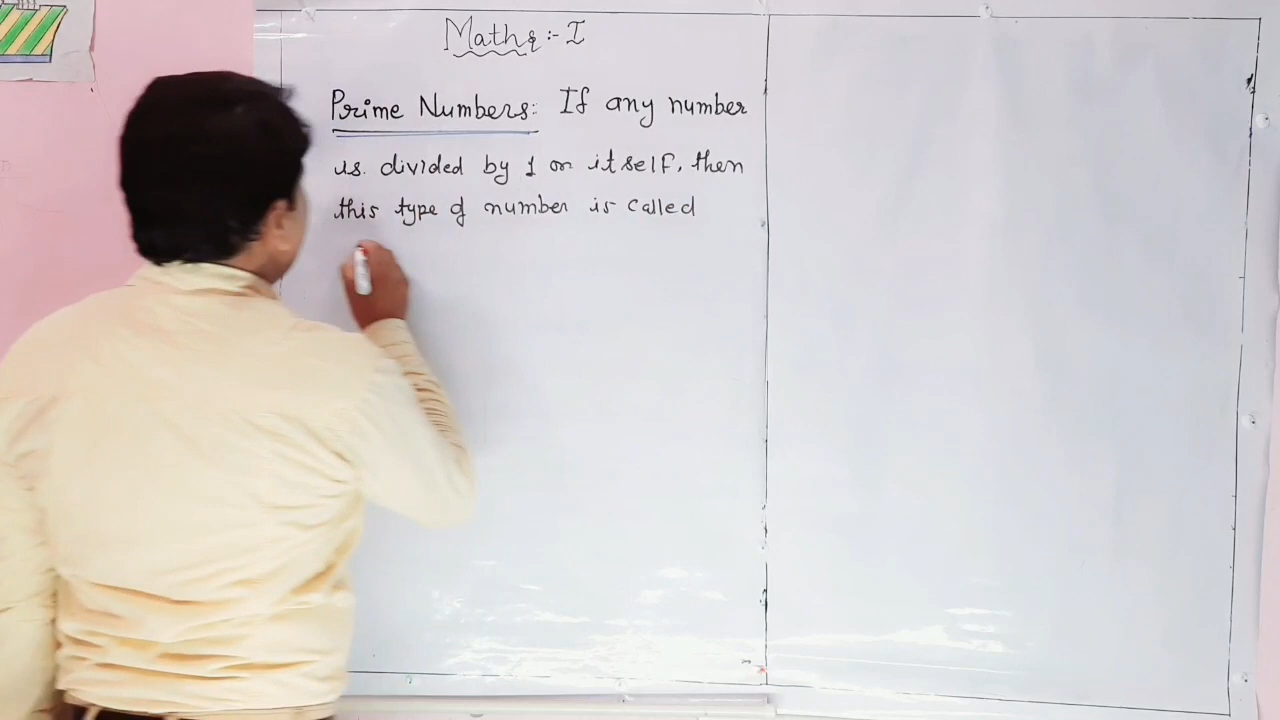 Maths :- I
Prime Numbers: If any number
is divided by 1 or itself, then
this type of number is called